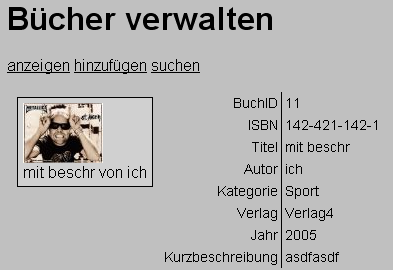 Bücher verwalten
anzeigen hinzufügen suchen
mit beschr von ich
BuchID 11
ISBN 142-421-142-1
Titel mit beschr
Autor ich
Kategorie Sport
Verlag Verlag4
Jahr 2005
Kurzbeschreibung asdfasdf